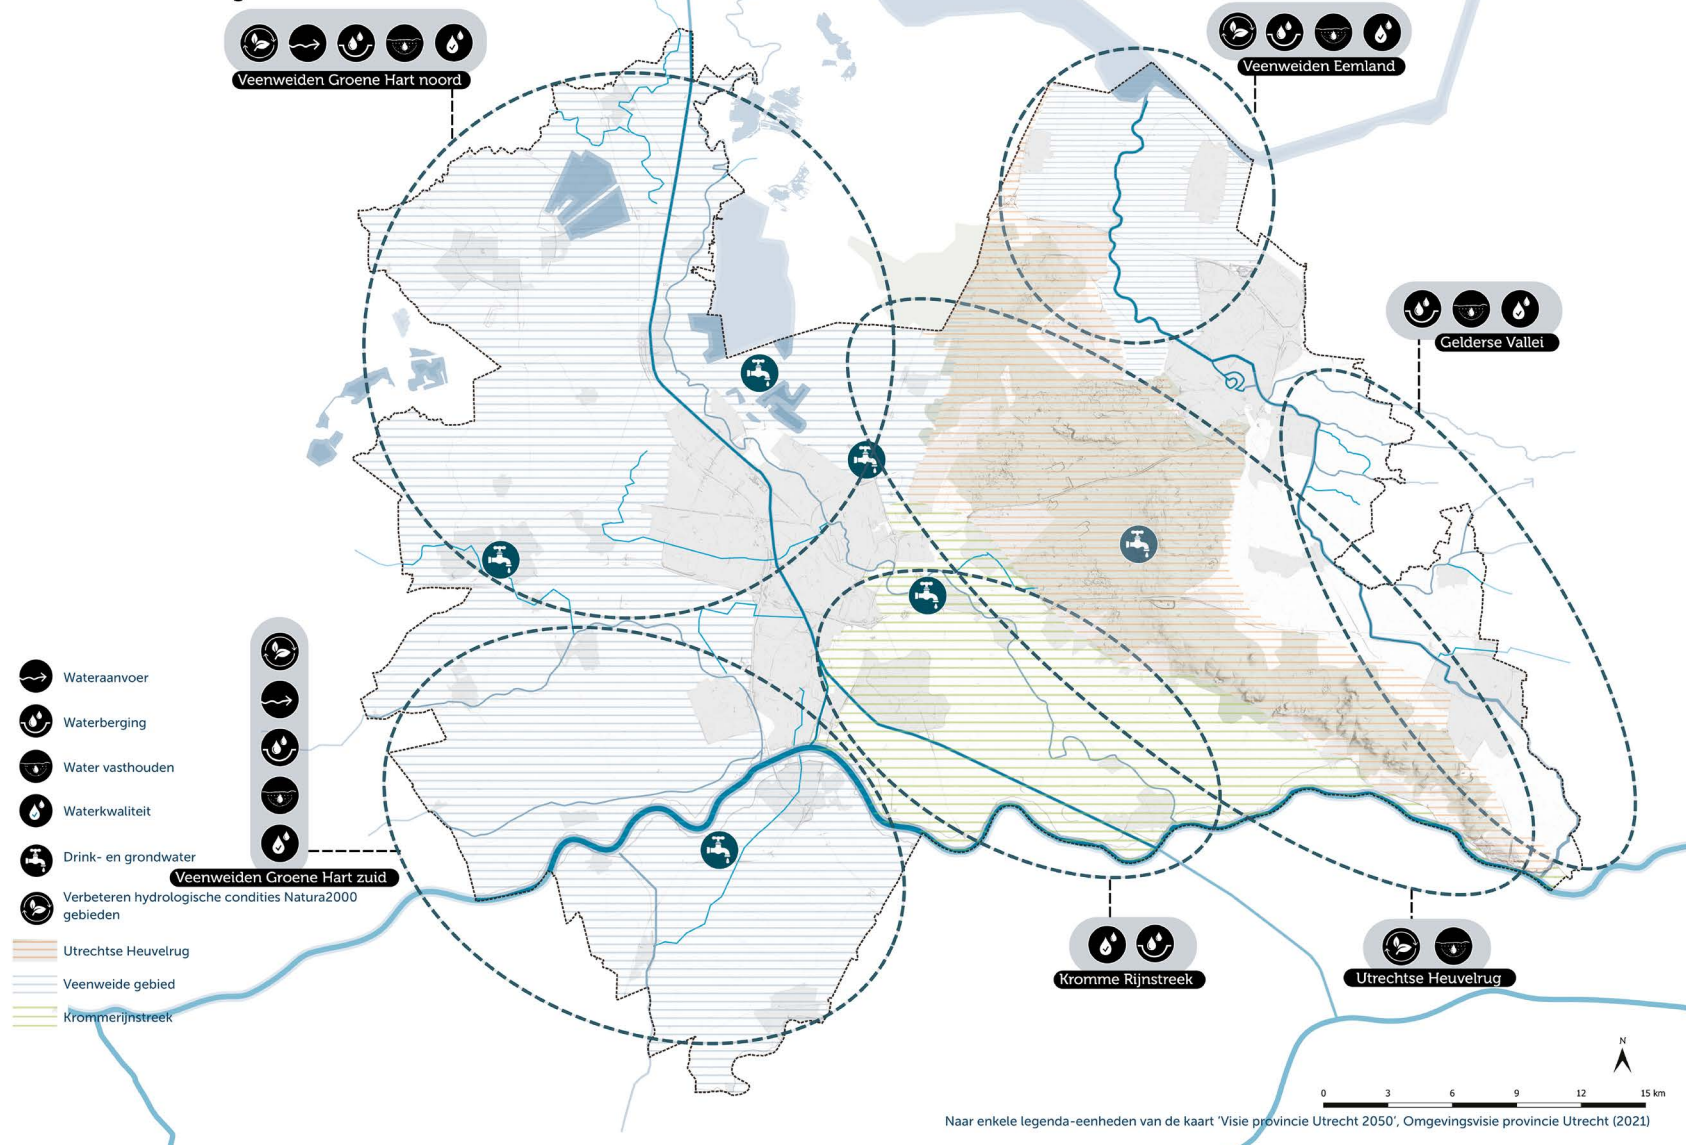 Veenweiden Groene Hart noord
Veenweiden Eemland
Gelderse Vallei
Wateraanvoer
Waterberging
Water vasthouden
Waterkwaliteit
Drink- en grondwater
Veenweiden Groene Hart zuid
Verbeteren hydrologische condities Natura2000
gebieden
Utrechtse Heuvelrug
Veenweide gebied
Krommerijnstreek
Kromme Rijnstreek
Utrechtse Heuvelrug
N
0 3 6 9 12 15 km
Naar enkele legenda-eenheden van de kaart ‘Visie provincie Utrecht 2050’, Omgevingsvisie provincie Utrecht (2021)